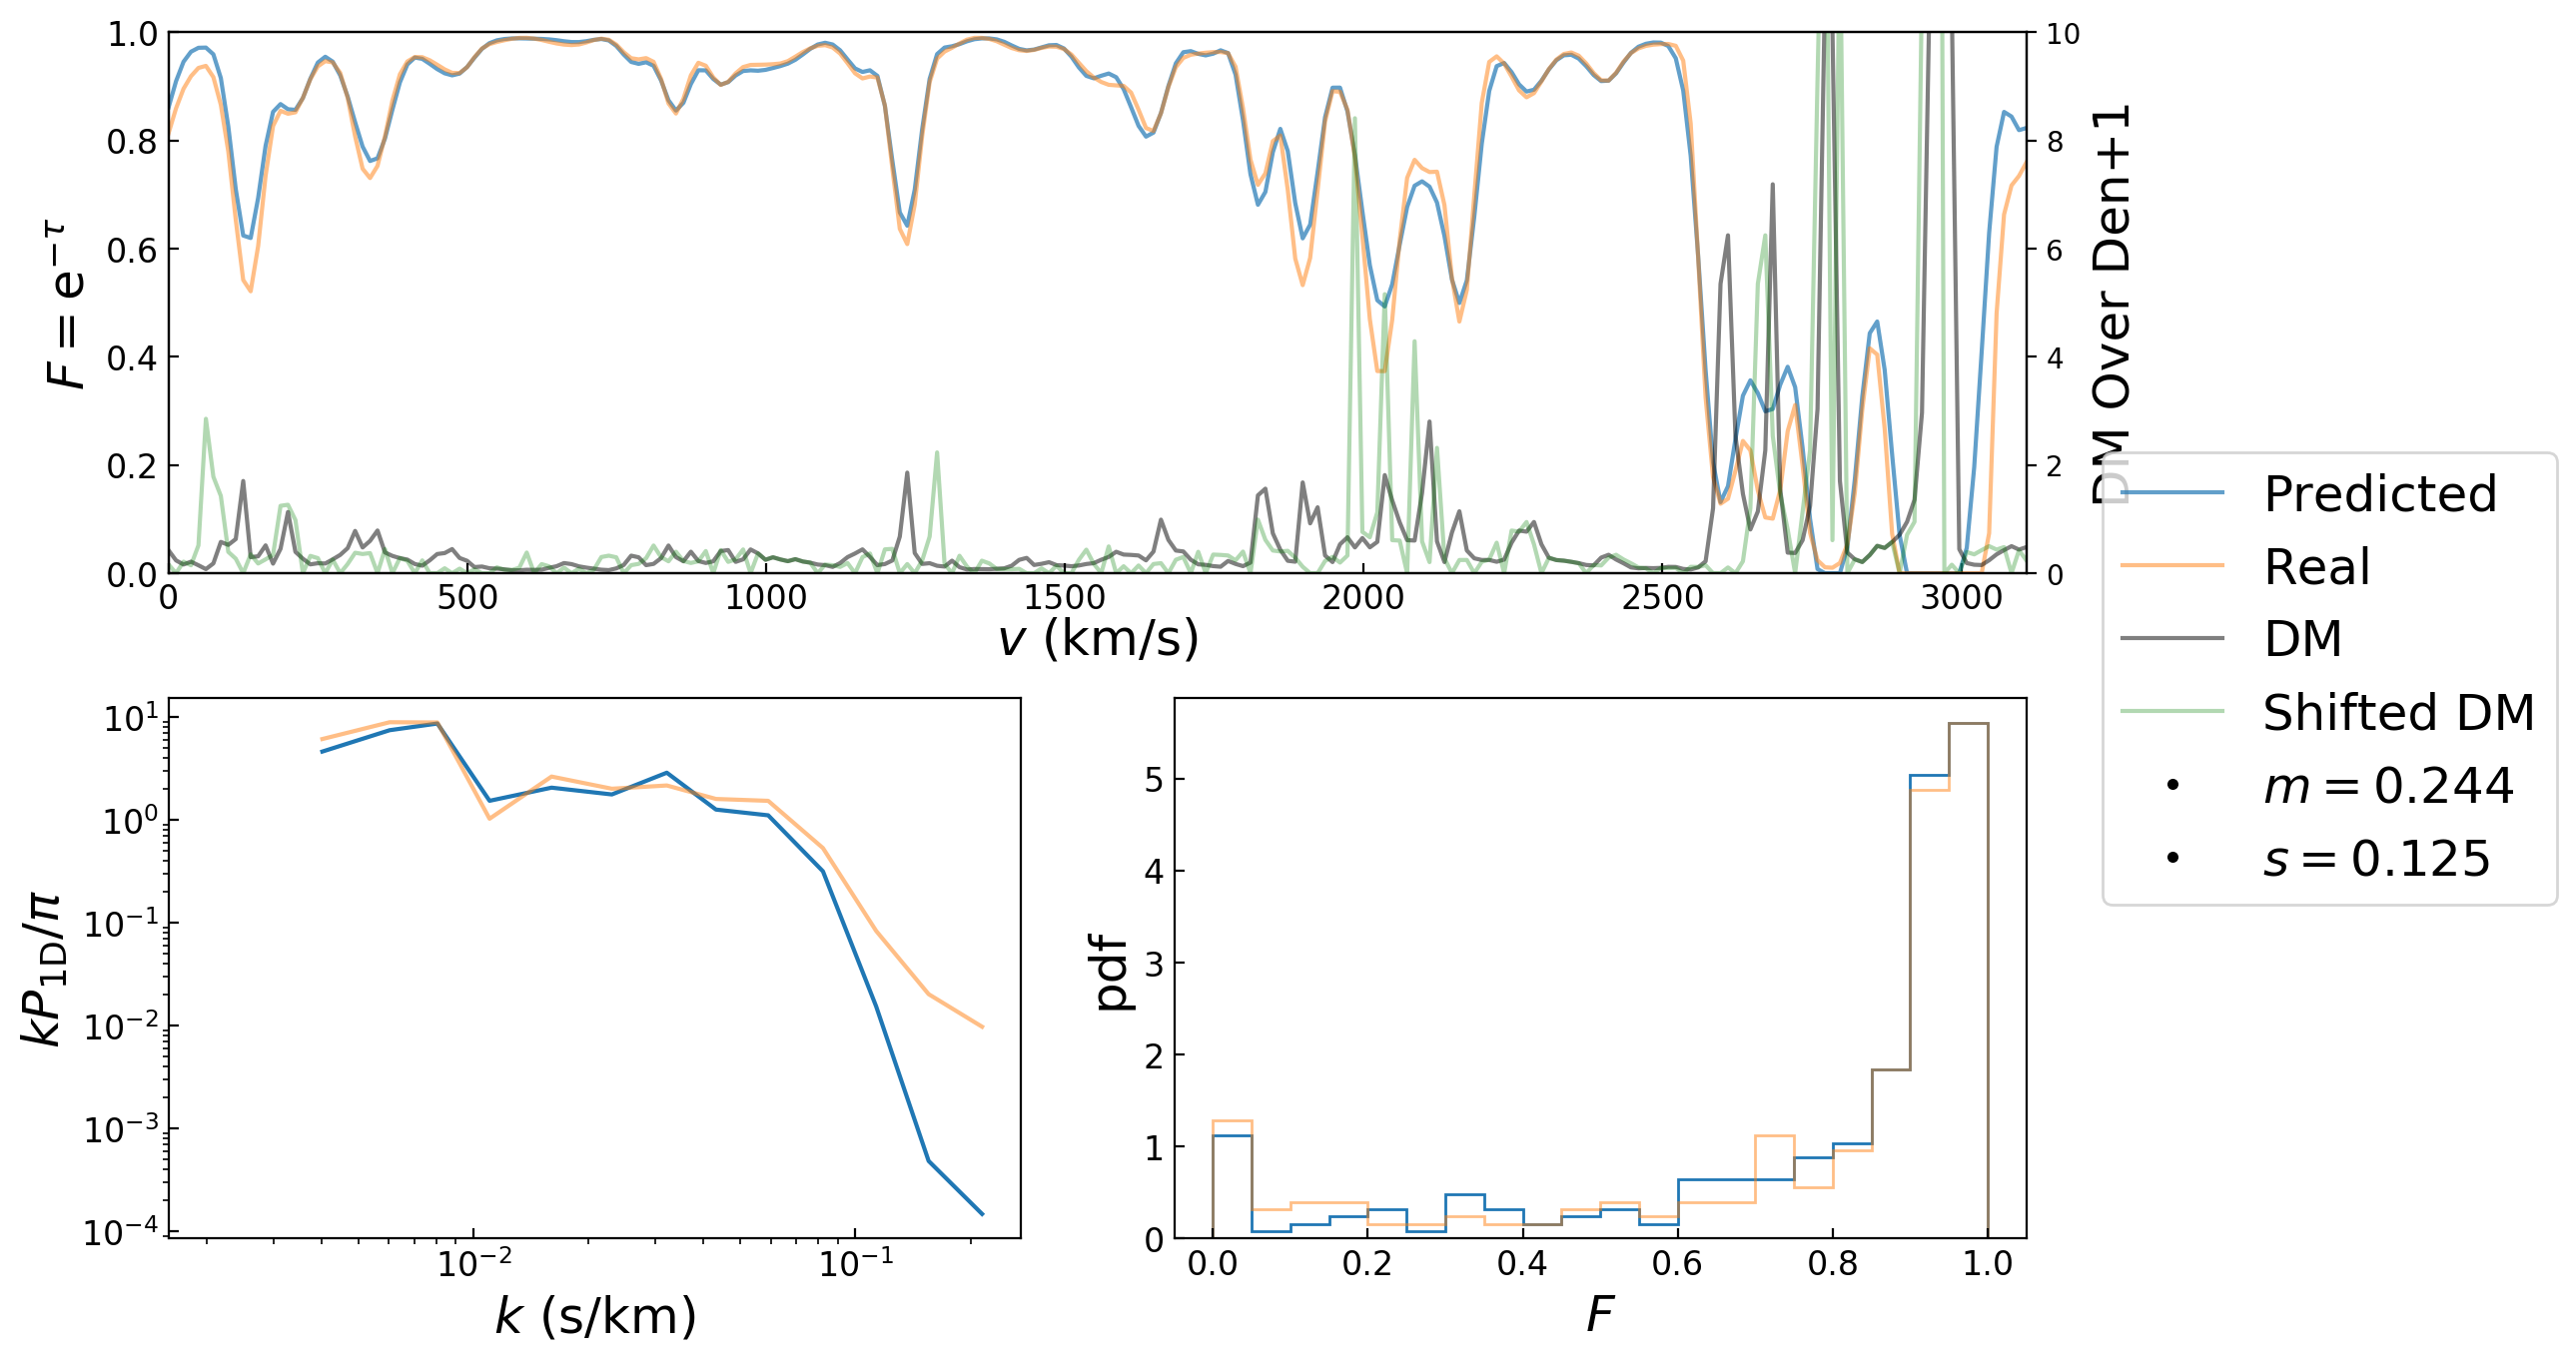 1.0
0.8
0.6
0.4
0.2
0.0
F = e^{−τ}
10
8
6
4
2
0
DM Over Den+1
0 500 1000 1500 2000 2500 3000
v (km/s)
Predicted
Real
DM
Shifted DM
m = 0.244
s = 0.125
10^1
10^0
10^{−1}
10^{−2}
10^{−3}
10^{−4}
kP_{1D}/π
10^{−2} 10^{−1}
k (s/km)
5
4
3
2
1
0
pdf
0.0 0.2 0.4 0.6 0.8 1.0
F